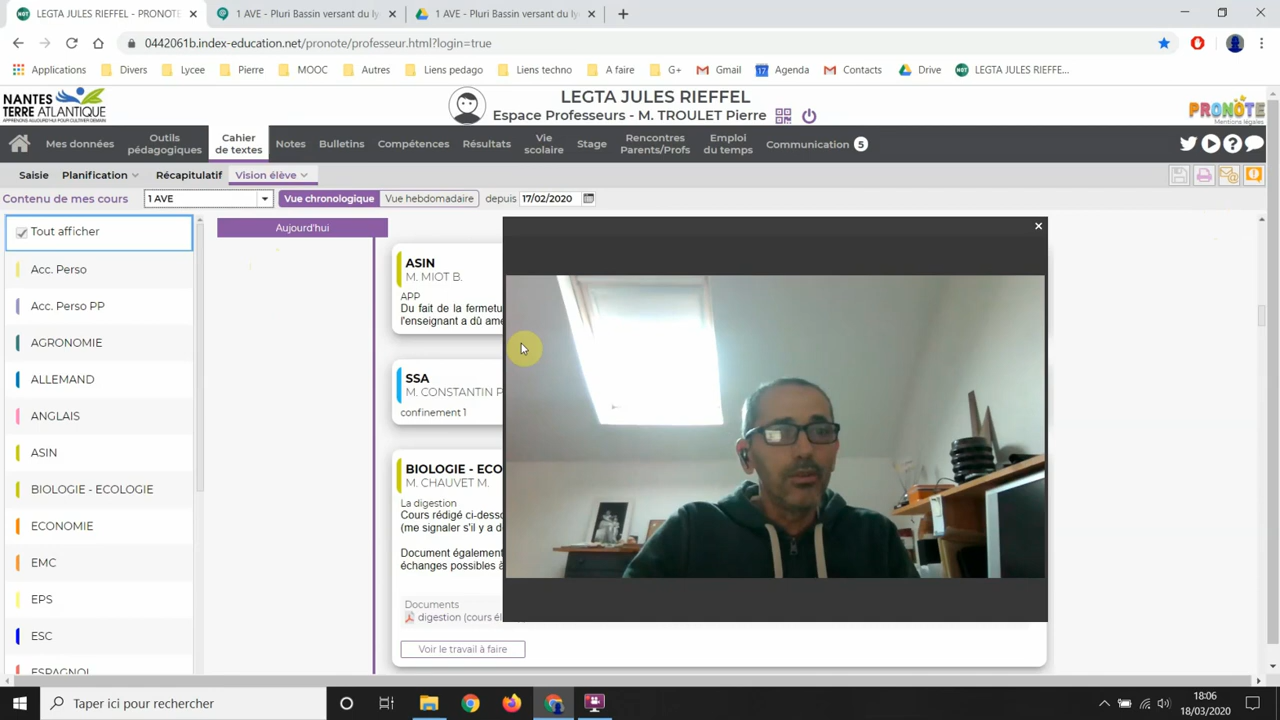 LEGTA JULES RIEFFEL - PRONOTE
1 AVE - Pluri Bassin versant du ly
1 AVE - Pluri Bassin versant du ly
0442061b.index-education.net/pronote/professeur.html?login=true
Applications Divers Lycee Pierre MOOC Autres Liens pedago Liens techno A faire G+ Gmail Agenda Contacts Drive LEGTA JULES RIEFFE...
NANTES
TERRE ATLANTIQUE
LEGTA JULES RIEFFEL
Espace Professeurs - M. TROULET Pierre
PRONOTE
Mentions légales
Mes données
Outils
pédagogiques
Cahier
de textes
Notes
Bulletins
Compétences
Résultats
Vie
scolaire
Stage
Rencontres
Parents/Profs
Emploi
du temps
Communication 5
Saisie Planification Récapitulatif Vision élève
Contenu de mes cours 1 AVE Vue chronologique Vue hebdomadaire depuis 17/02/2020
Tout afficher
Acc. Perso
Acc. Perso PP
AGRONOMIE
ALLEMAND
ANGLAIS
ASIN
BIOLOGIE - ECOLOGIE
ECONOMIE
EMC
EPS
ESC
ESPAGNOL
Aujourd'hui
ASIN
M. MIOT B.
APP
Du fait de la fermetu
l'enseignant a dû ame
SSA
M. CONSTANTIN P
confinement 1
BIOLOGIE - ECO
M. CHAUVET M.
La digestion
Cours rédigé ci-desso
(me signaler s'il y a d
Document également
échanges possibles à
Documents
digestion (cours él
Voir le travail à faire
Taper ici pour rechercher
18:06
18/03/2020